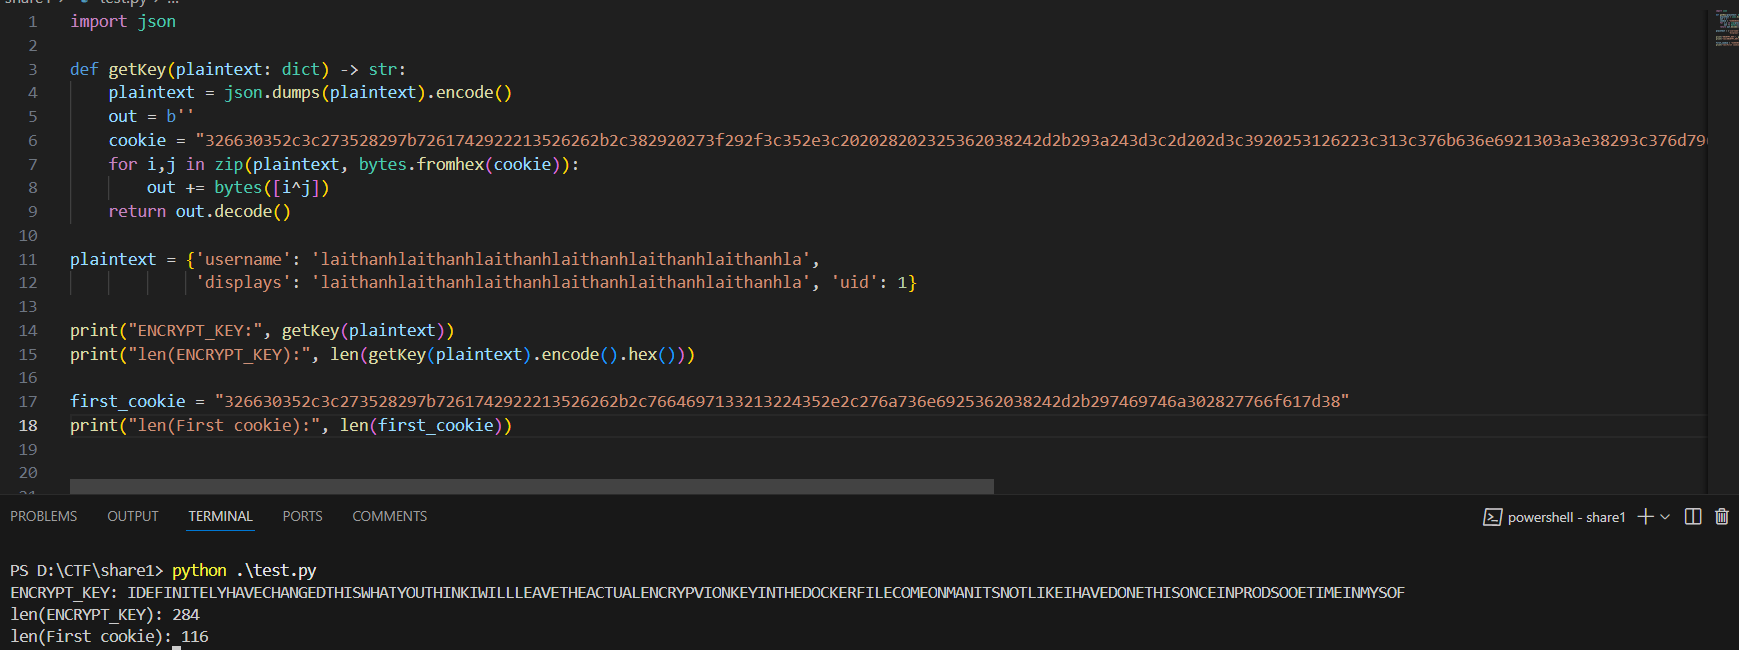 1 import json
2
3 def getKey(plaintext: dict) -> str:
4 plaintext = json.dumps(plaintext).encode()
5 out = b''
6 cookie = "326630352c3c273528297b7261742922213526262b2c382920273f292f3c352e3c202028202325362038242d2b293a243d3c2d202d3c3920253126223c313c376b636e6921303a3e38293c376d79
7 for i,j in zip(plaintext, bytes.fromhex(cookie)):
8 out += bytes([i^j])
9 return out.decode()
10
11 plaintext = {'username': 'laithanhlaithanhlaithanhlaithanhlaithanhlaithanhla',
12 'displays': 'laithanhlaithanhlaithanhlaithanhlaithanhlaithanhla', 'uid': 1}
13
14 print("ENCRYPT_KEY:", getKey(plaintext))
15 print("len(ENCRYPT_KEY):", len(getKey(plaintext).encode().hex()))
16
17 first_cookie = "326630352c3c273528297b7261742922213526262b2c7664697133213224352e2c276a736e6925362038242d2b297469746a302827766f617d38"
18 print("len(First cookie):", len(first_cookie))
19
20
PROBLEMS OUTPUT TERMINAL PORTS COMMENTS
powershell - share1
PS D:\CTF\share1> python .\test.py
ENCRYPT_KEY: IDEFINITELYHAVECHANGEDTHISWHATYOUTHINKIWILLLEAVETHEACTUALENCRYPVIONKEYINTHEDOCKERFILECOMEONMANITSNOTLIKEIHAVEDONETHISONCEINPRODSOOETIMEINMYSOF
len(ENCRYPT_KEY): 284
len(First cookie): 116